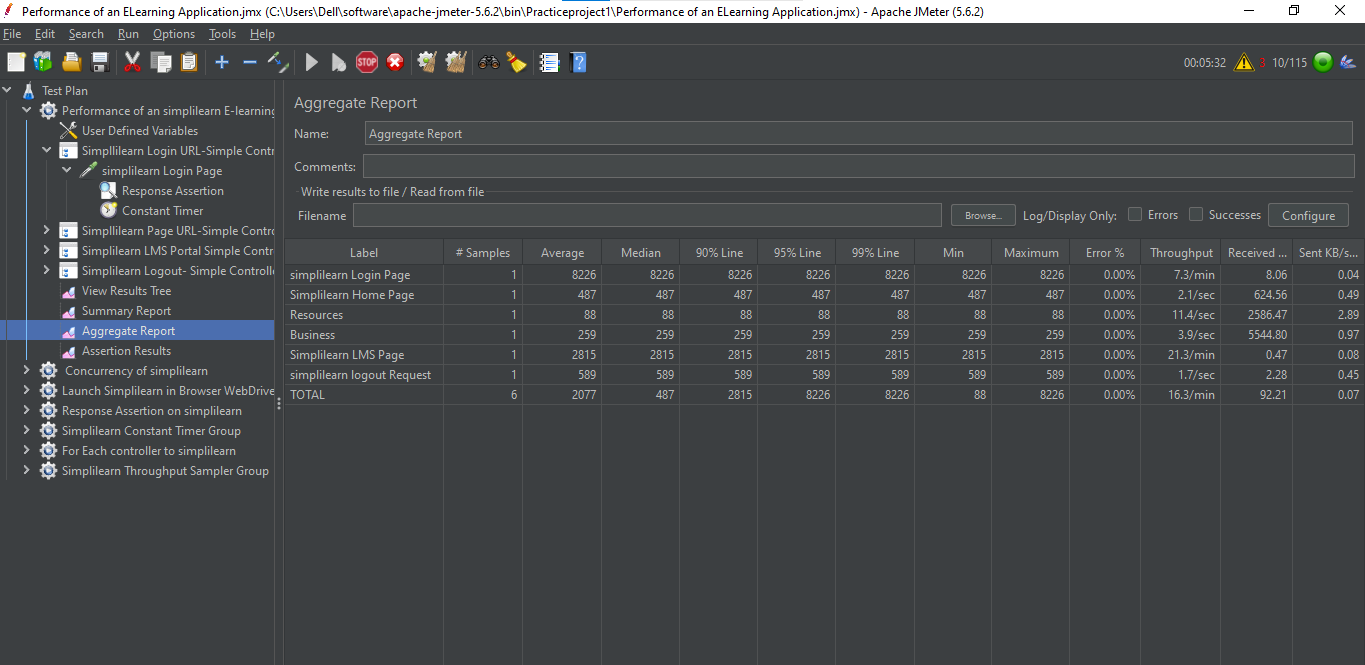 Performance of an ELearning Application.jmx (C:\Users\Dell\software\apache-jmeter-5.6.2\bin\Practiceproject1\Performance of an ELearning Application.jmx) - Apache JMeter (5.6.2)
File Edit Search Run Options Tools Help
STOP 00:05:32 3 10/115
Test Plan
Performance of an simplilearn E-learning
User Defined Variables
Simpllilearn Login URL-Simple Contr
simplilearn Login Page
Response Assertion
Constant Timer
Simpllilearn Page URL-Simple Contro
Simplilearn LMS Portal Simple Contr
Simplilearn Logout- Simple Controlle
View Results Tree
Summary Report
Aggregate Report
Assertion Results
Concurrency of simplilearn
Launch Simplilearn in Browser WebDrive
Response Assertion on simplilearn
Simplilearn Constant Timer Group
For Each controller to simplilearn
Simplilearn Throughput Sampler Group
Aggregate Report
Name: Aggregate Report
Comments:
Write results to file / Read from file
Filename Browse... Log/Display Only: Errors Successes Configure
Label # Samples Average Median 90% Line 95% Line 99% Line Min Maximum Error % Throughput Received ... Sent KB/s...
simplilearn Login Page 1 8226 8226 8226 8226 8226 8226 8226 0.00% 7.3/min 8.06 0.04
Simplilearn Home Page 1 487 487 487 487 487 487 487 0.00% 2.1/sec 624.56 0.49
Resources 1 88 88 88 88 88 88 88 0.00% 11.4/sec 2586.47 2.89
Business 1 259 259 259 259 259 259 259 0.00% 3.9/sec 5544.80 0.97
Simplilearn LMS Page 1 2815 2815 2815 2815 2815 2815 2815 0.00% 21.3/min 0.47 0.08
simplilearn logout Request 1 589 589 589 589 589 589 589 0.00% 1.7/sec 2.28 0.45
TOTAL 6 2077 487 2815 8226 8226 88 8226 0.00% 16.3/min 92.21 0.07